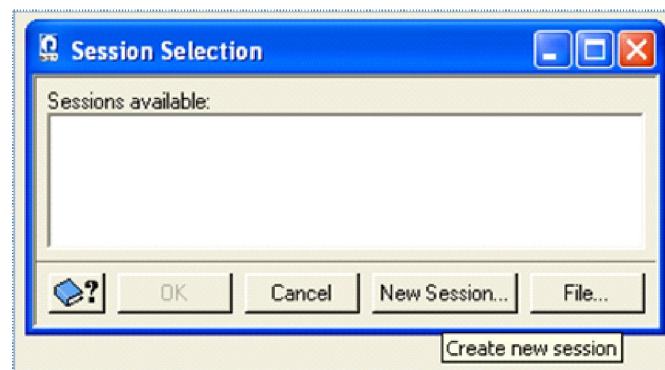 Session Selection
Sessions available:
? OK Cancel New Session... File...
Create new session